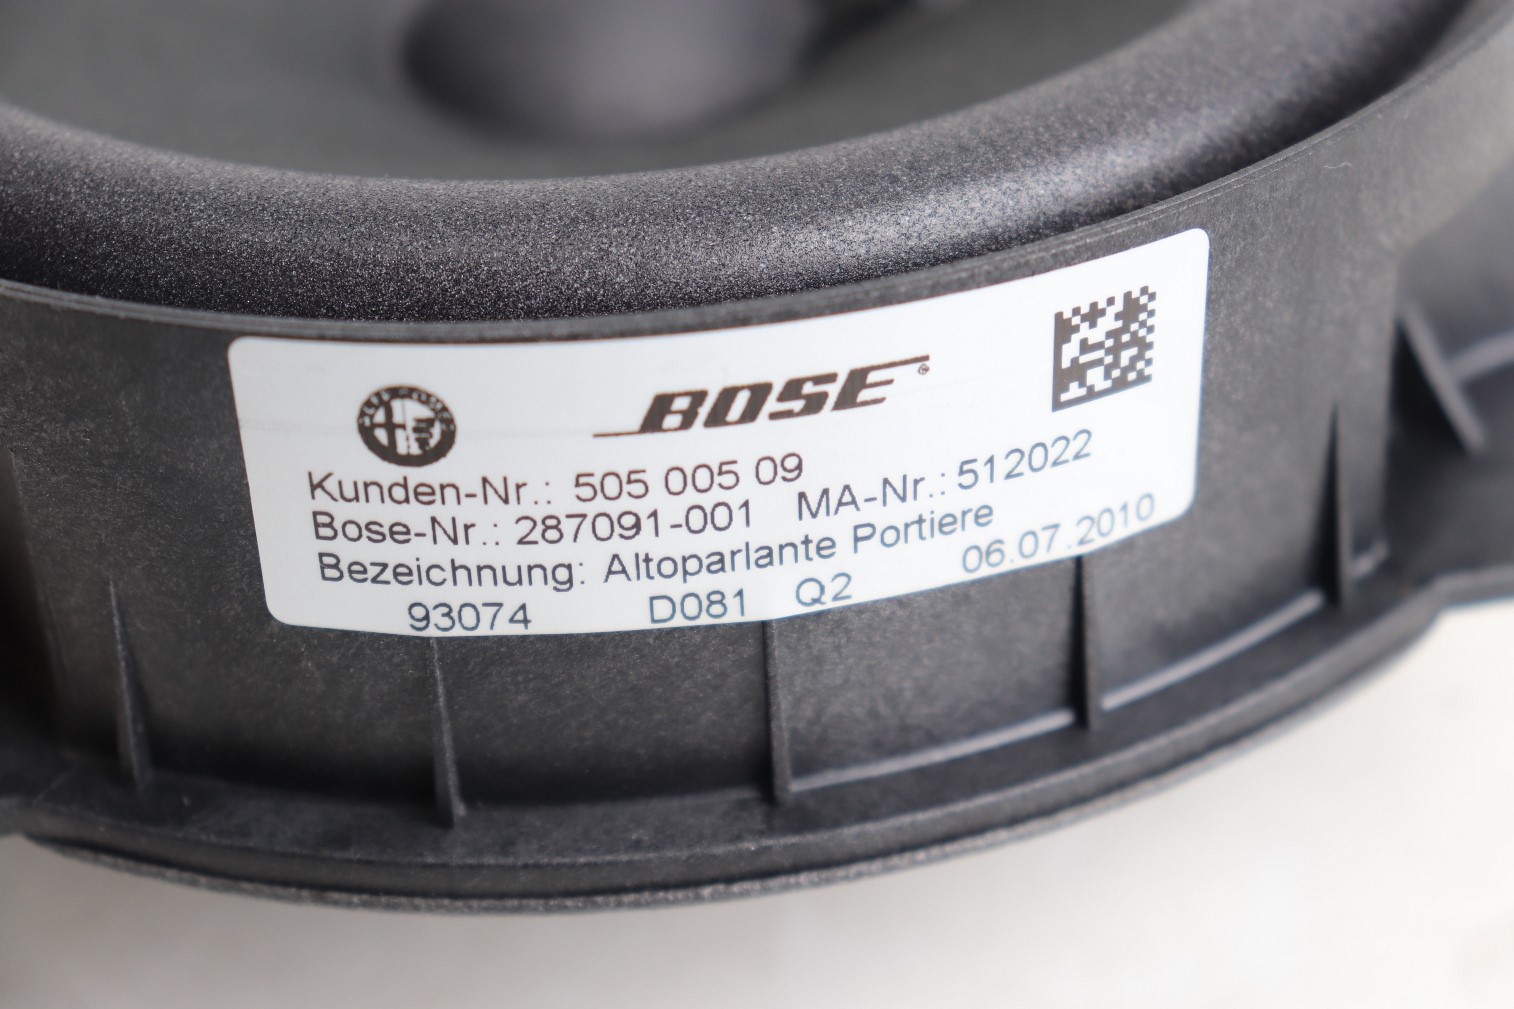 BOSE®
Kunden-Nr.: 505 005 09
Bose-Nr.: 287091-001 MA-Nr.: 512022
Bezeichnung: Altoparlante Portiere
93074 D081 Q2 06.07.2010